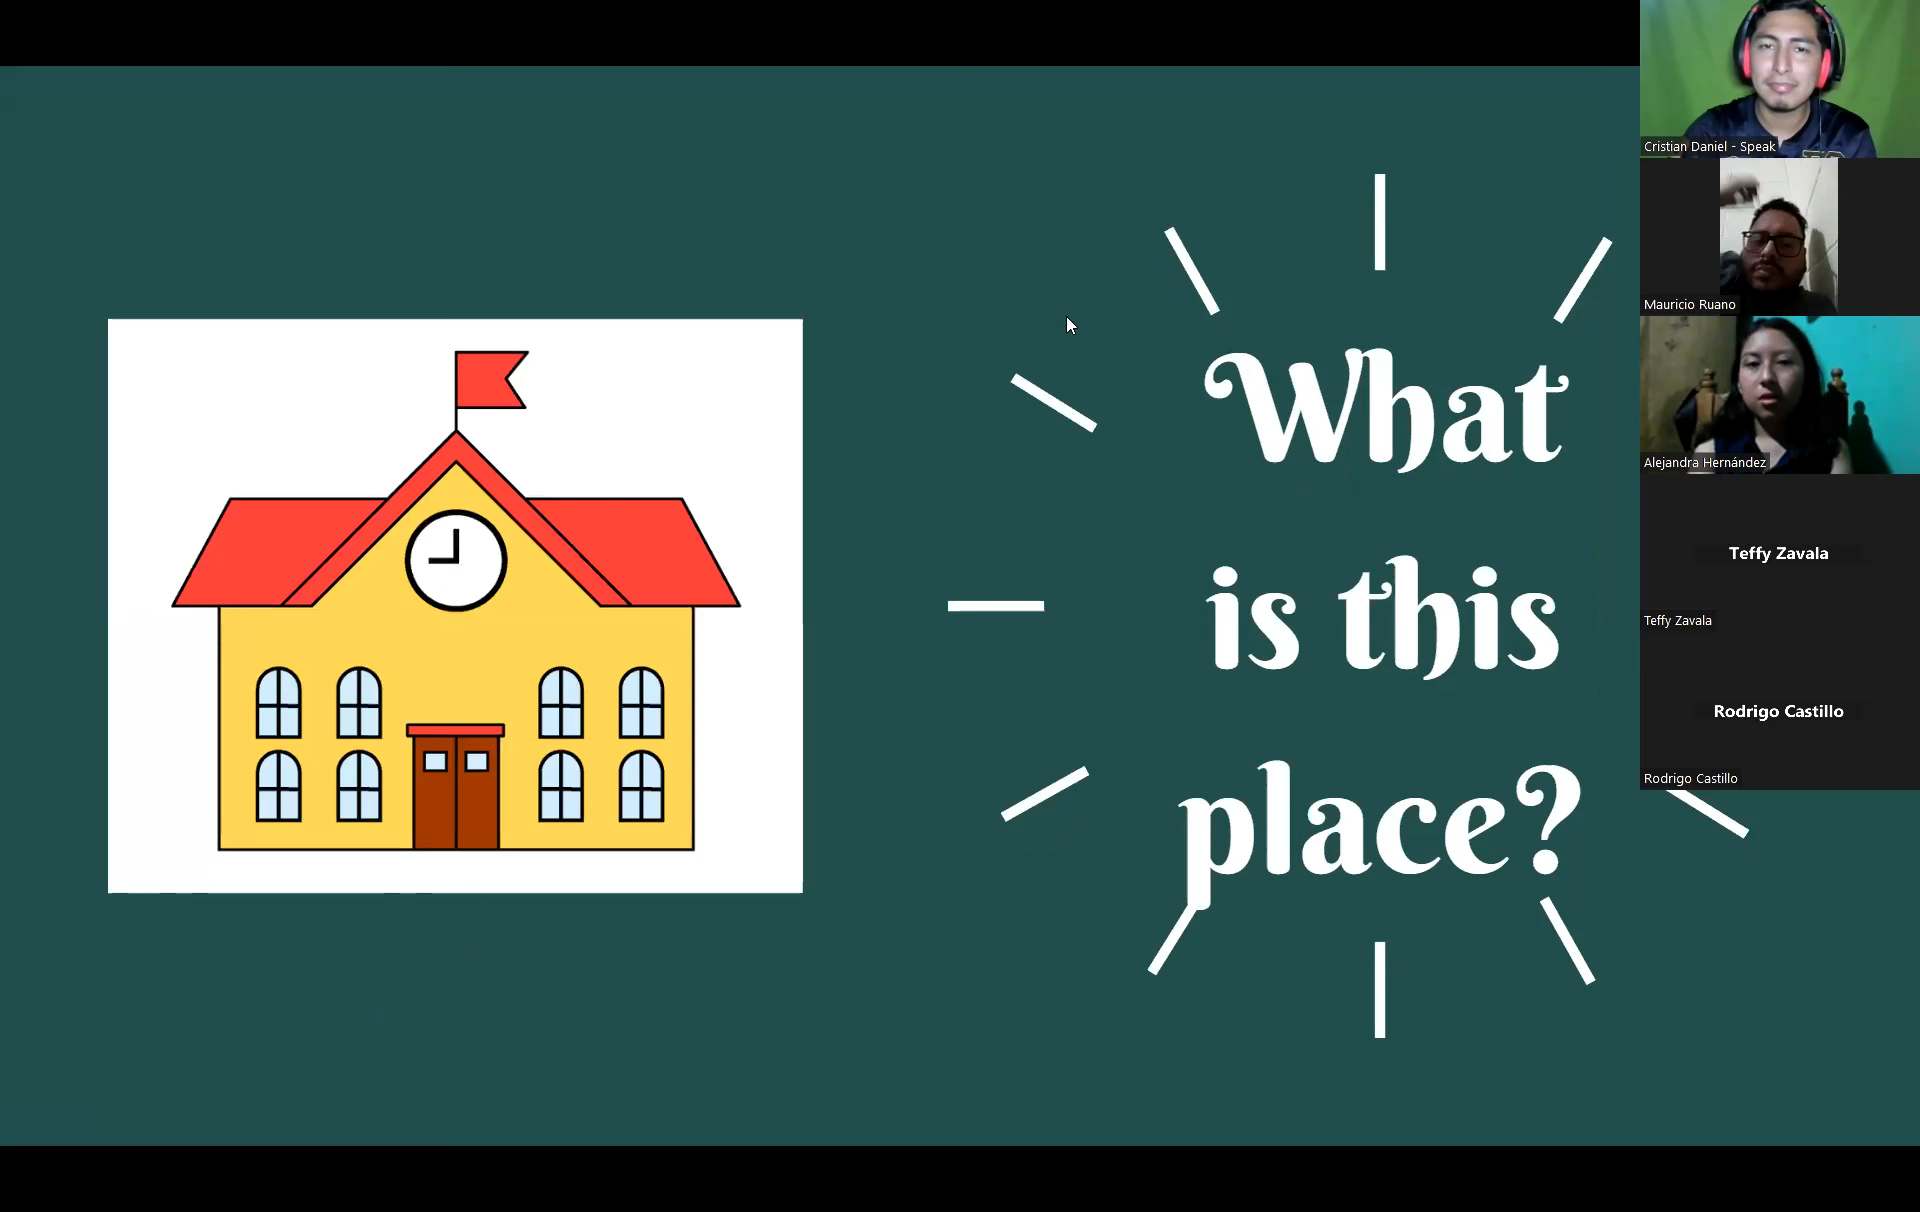 What
is this
place?
Cristian Daniel - Speak
Mauricio Ruano
Alejandra Hernández
Teffy Zavala
Teffy Zavala
Rodrigo Castillo
Rodrigo Castillo